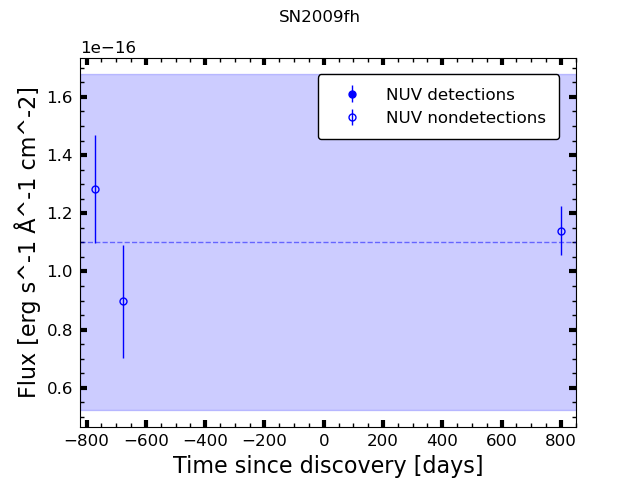 SN2009fh
1e−16
NUV detections
NUV nondetections
1.6
1.4
1.2
1.0
0.8
0.6
Flux [erg s^-1 Å^-1 cm^-2]
−800 −600 −400 −200 0 200 400 600 800
Time since discovery [days]